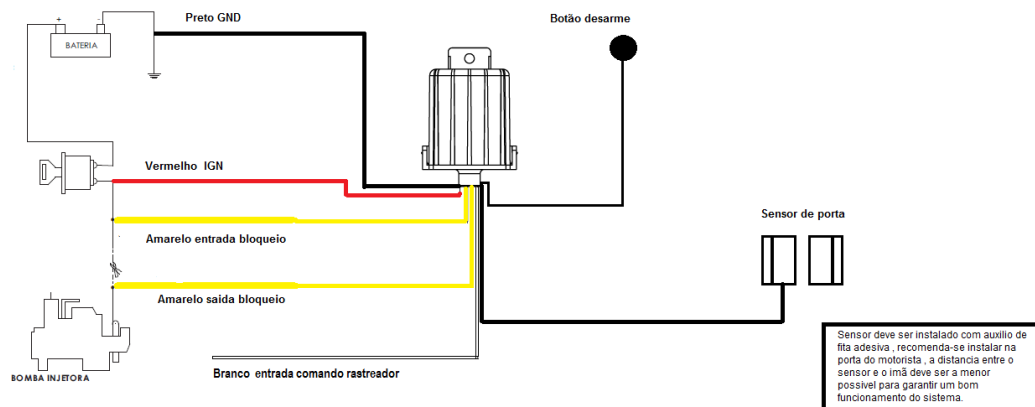 Preto GND
Botão desarme
+ -
BATERIA
Vermelho IGN
Amarelo entrada bloqueio
Sensor de porta
Amarelo saida bloqueio
BOMBA INJETORA
Branco entrada comando rastreador
Sensor deve ser instalado com auxilio de
fita adesiva , recomenda-se instalar na
porta do motorista , a distancia entre o
sensor e o imã deve ser a menor
possivel para garantir um bom
funcionamento do sistema.